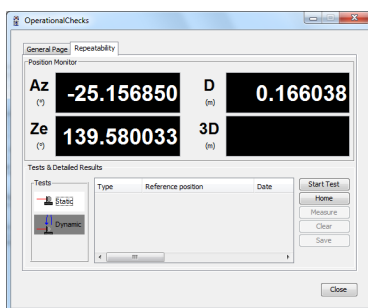 OperationalChecks
General Page Repeatability
Position Monitor
Az (°) -25.156850 D (m) 0.166038
Ze (°) 139.580033 3D (m)
Tests & Detailed Results
Tests
Static
Dynamic
Type Reference position Date
Start Test
Home
Measure
Clear
Save
Close